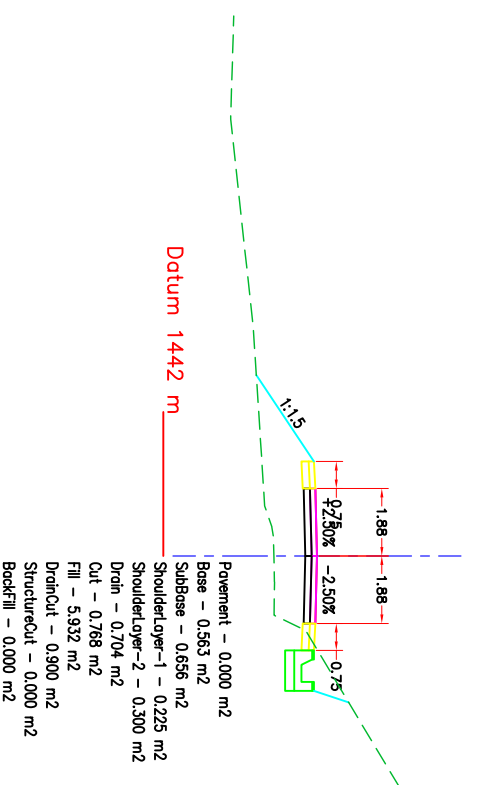 1.88
1.88
0.75
+2.50%
-2.50%
0.75
1:1.5
Datum 1442 m
Pavement - 0.000 m2
Base - 0.563 m2
SubBase - 0.656 m2
ShoulderLayer-1 - 0.225 m2
ShoulderLayer-2 - 0.300 m2
Drain - 0.704 m2
Cut - 0.768 m2
Fill - 5.932 m2
DrainCut - 0.900 m2
StructureCut - 0.000 m2
BackFill - 0.000 m2